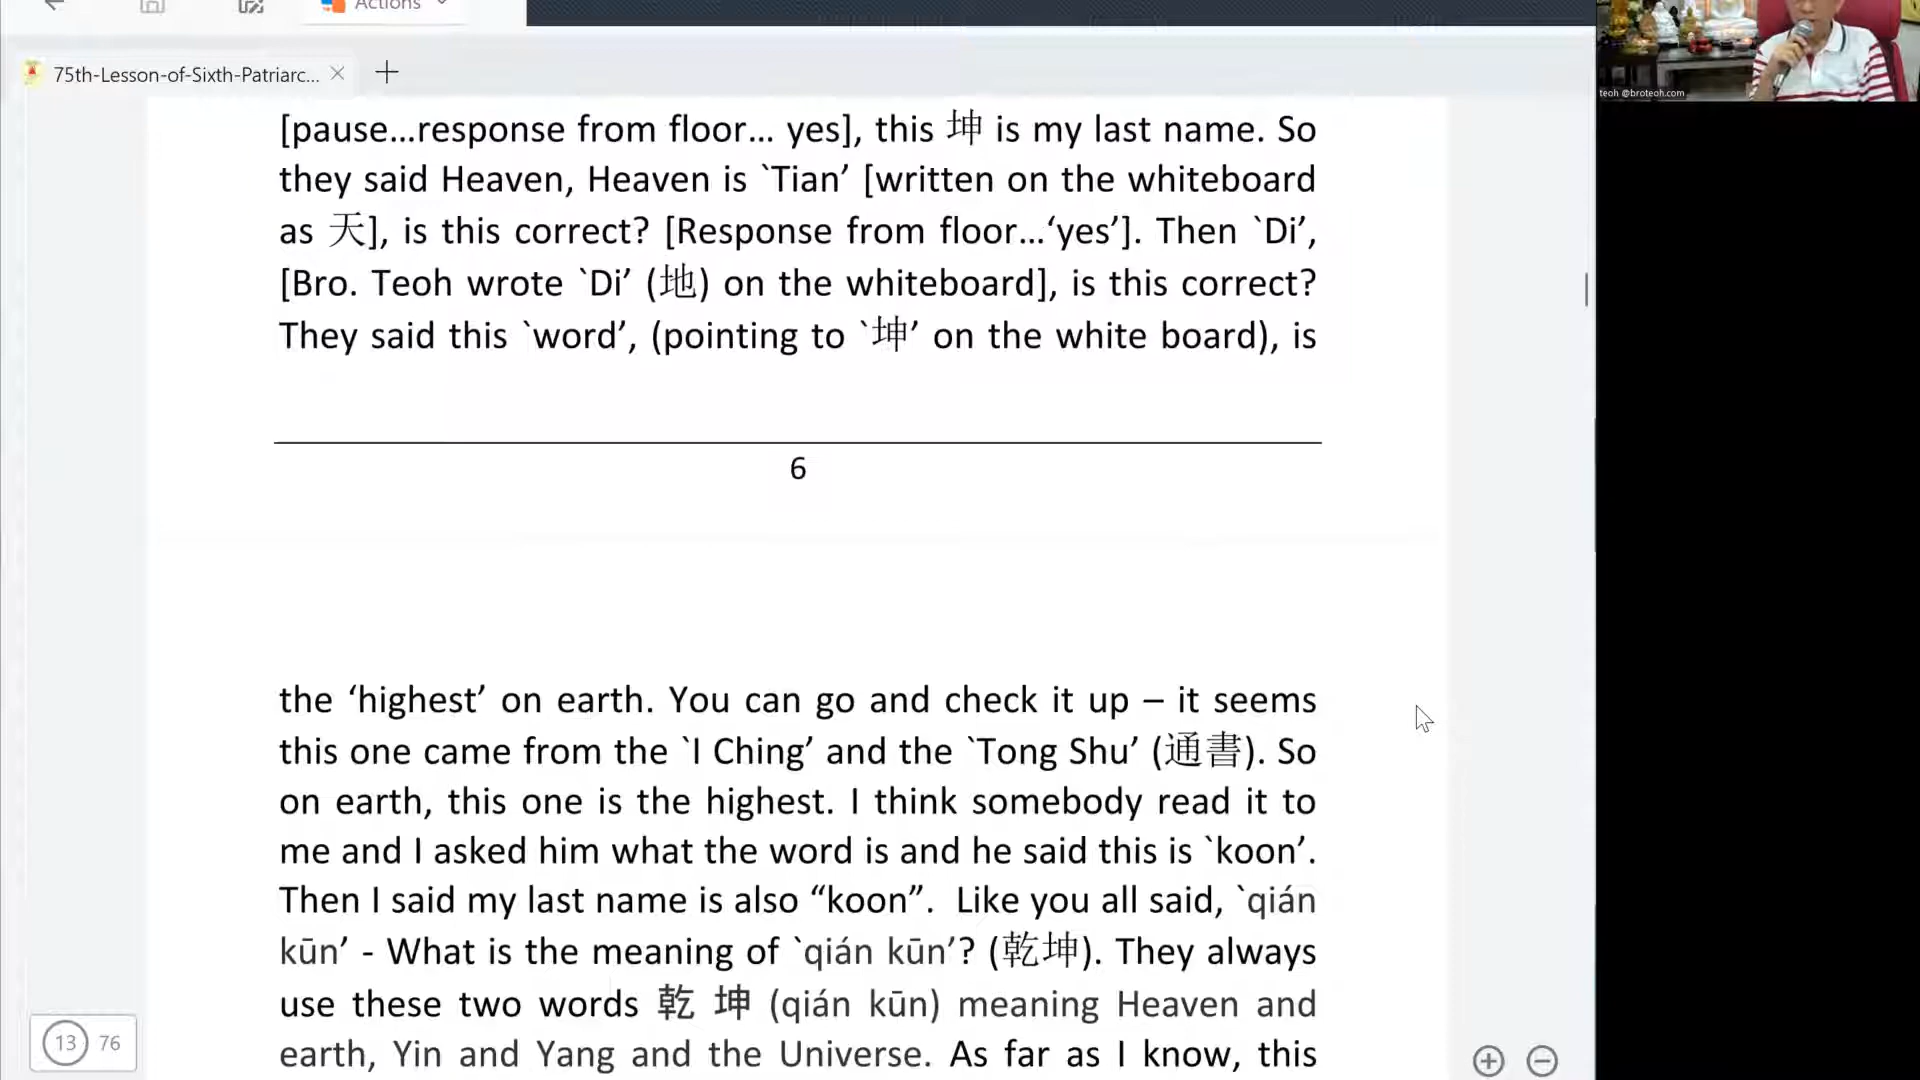 Actions
75th-Lesson-of-Sixth-Patriarc...
teoh @broteoh.com
[pause...response from floor... yes], this 坤 is my last name. So
they said Heaven, Heaven is `Tian’ [written on the whiteboard
as 天], is this correct? [Response from floor...‘yes’]. Then `Di’,
[Bro. Teoh wrote `Di’ (地) on the whiteboard], is this correct?
They said this `word’, (pointing to `坤’ on the white board), is
6
the ‘highest’ on earth. You can go and check it up – it seems
this one came from the `I Ching’ and the `Tong Shu’ (通書). So
on earth, this one is the highest. I think somebody read it to
me and I asked him what the word is and he said this is `koon’.
Then I said my last name is also “koon”. Like you all said, `qián
kūn’ - What is the meaning of `qián kūn’? (乾坤). They always
use these two words 乾 坤 (qián kūn) meaning Heaven and
earth, Yin and Yang and the Universe. As far as I know, this
13 76